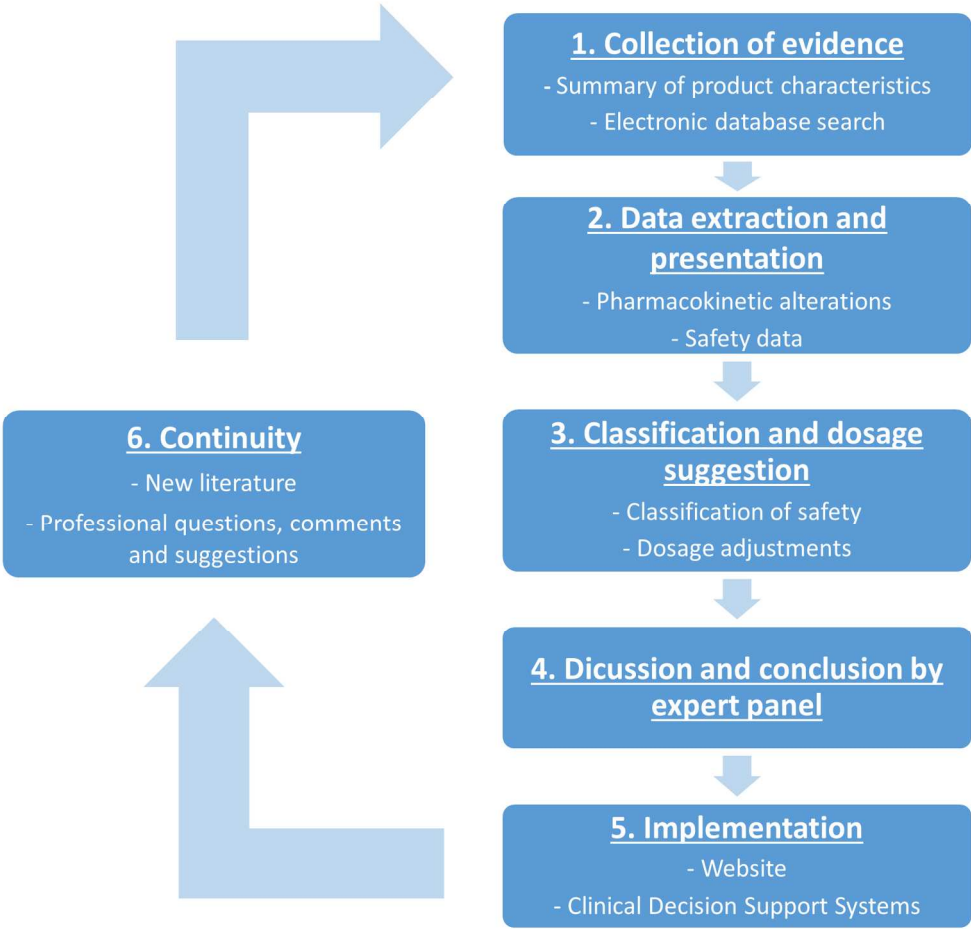 1. Collection of evidence
- Summary of product characteristics
- Electronic database search
2. Data extraction and
presentation
- Pharmacokinetic alterations
- Safety data
3. Classification and dosage
suggestion
- Classification of safety
- Dosage adjustments
4. Dicussion and conclusion by
expert panel
5. Implementation
- Website
- Clinical Decision Support Systems
6. Continuity
- New literature
- Professional questions, comments
and suggestions